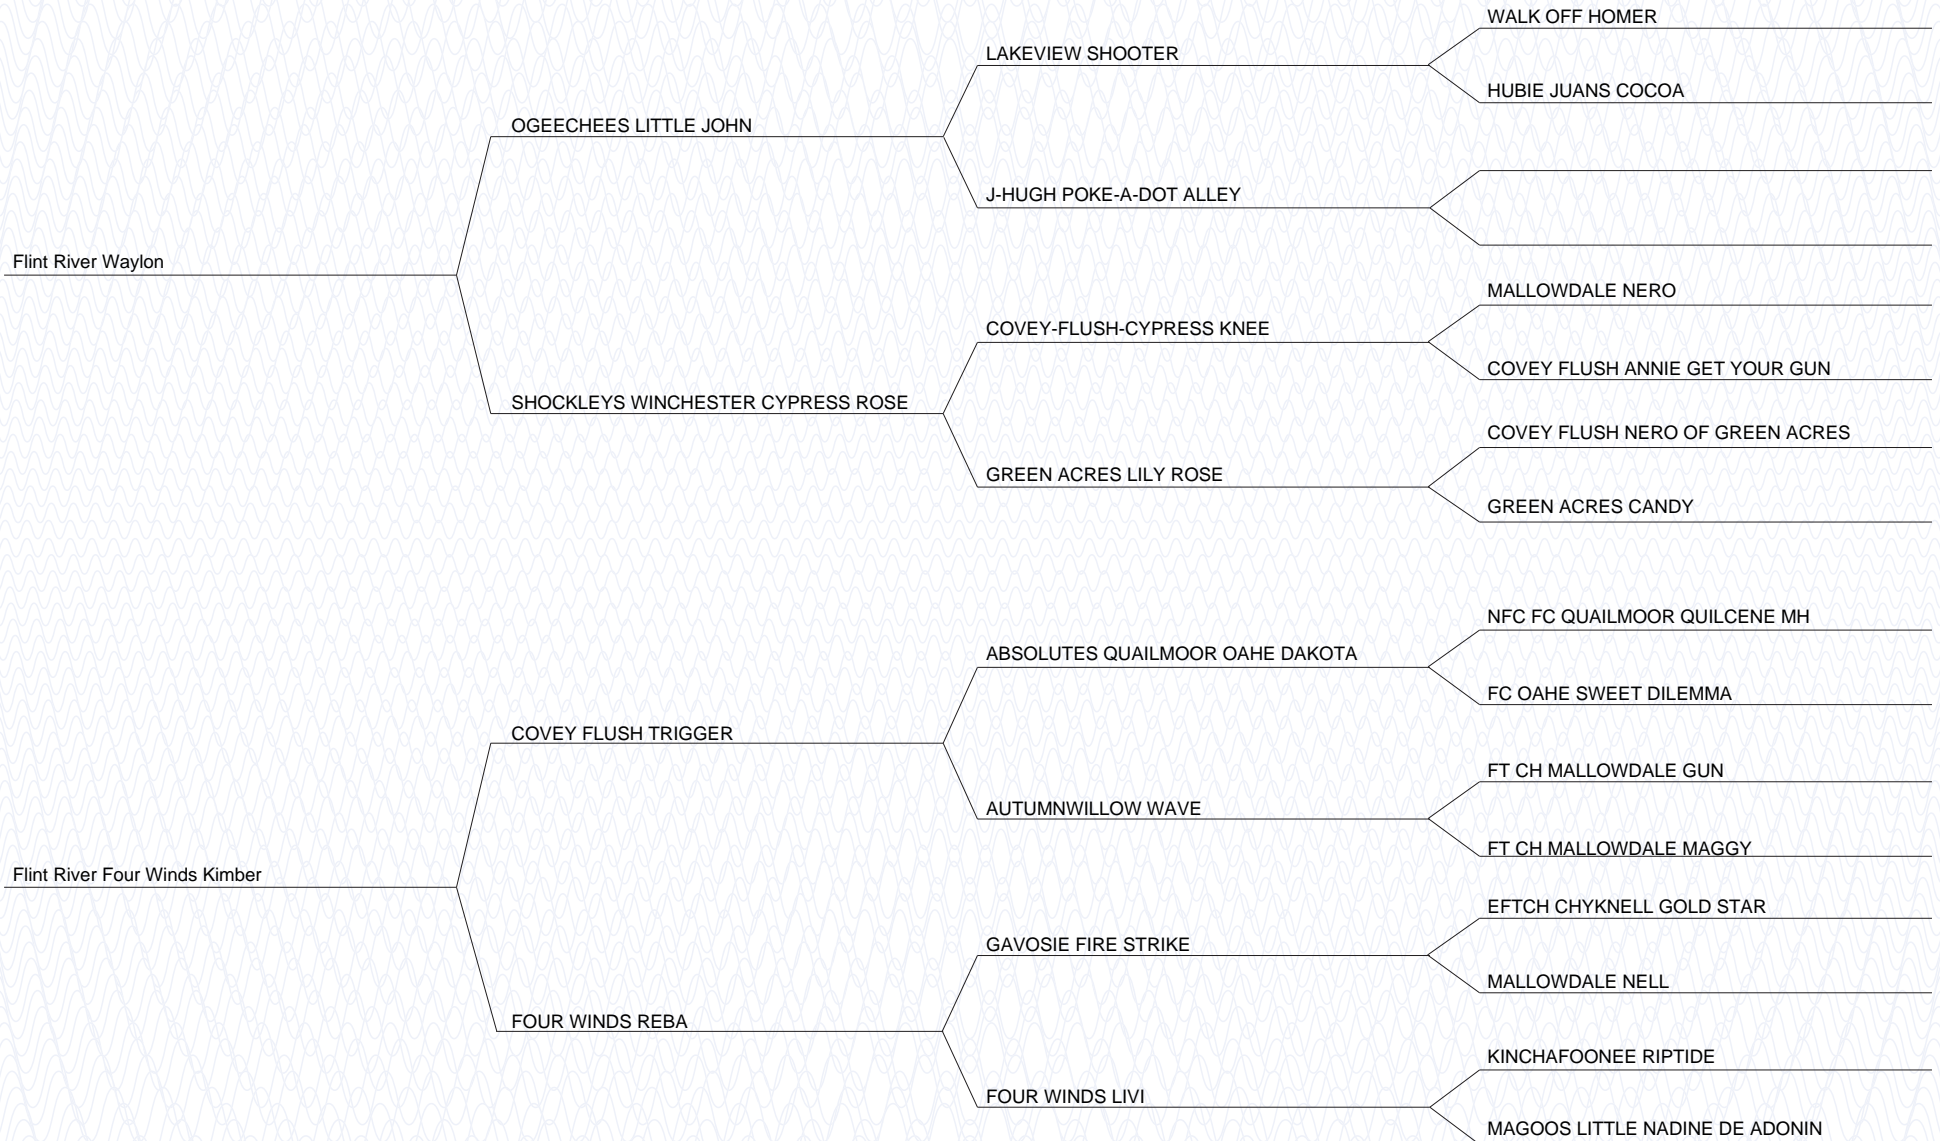 WALK OFF HOMER
LAKEVIEW SHOOTER
HUBIE JUANS COCOA
OGEECHEES LITTLE JOHN
J-HUGH POKE-A-DOT ALLEY
Flint River Waylon
MALLOWDALE NERO
COVEY-FLUSH-CYPRESS KNEE
COVEY FLUSH ANNIE GET YOUR GUN
SHOCKLEYS WINCHESTER CYPRESS ROSE
COVEY FLUSH NERO OF GREEN ACRES
GREEN ACRES LILY ROSE
GREEN ACRES CANDY
NFC FC QUAILMOOR QUILCENE MH
ABSOLUTES QUAILMOOR OAHE DAKOTA
FC OAHE SWEET DILEMMA
COVEY FLUSH TRIGGER
FT CH MALLOWDALE GUN
AUTUMNWILLOW WAVE
FT CH MALLOWDALE MAGGY
Flint River Four Winds Kimber
EFTCH CHYKNELL GOLD STAR
GAVOSIE FIRE STRIKE
MALLOWDALE NELL
FOUR WINDS REBA
KINCHAFOONEE RIPTIDE
FOUR WINDS LIVI
MAGOOS LITTLE NADINE DE ADONIN